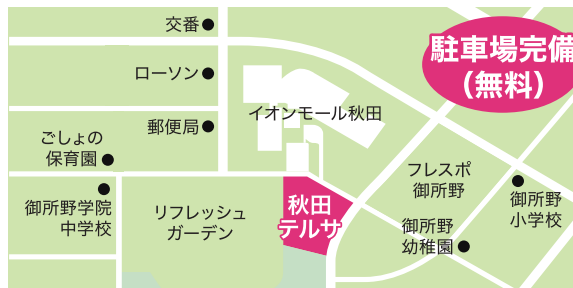 交番
ローソン
郵便局
ごしょの
保育園
御所野学院
中学校
リフレッシュ
ガーデン
イオンモール秋田
秋田
テルサ
駐車場完備
(無料)
フレスポ
御所野
御所野
小学校
御所野
幼稚園